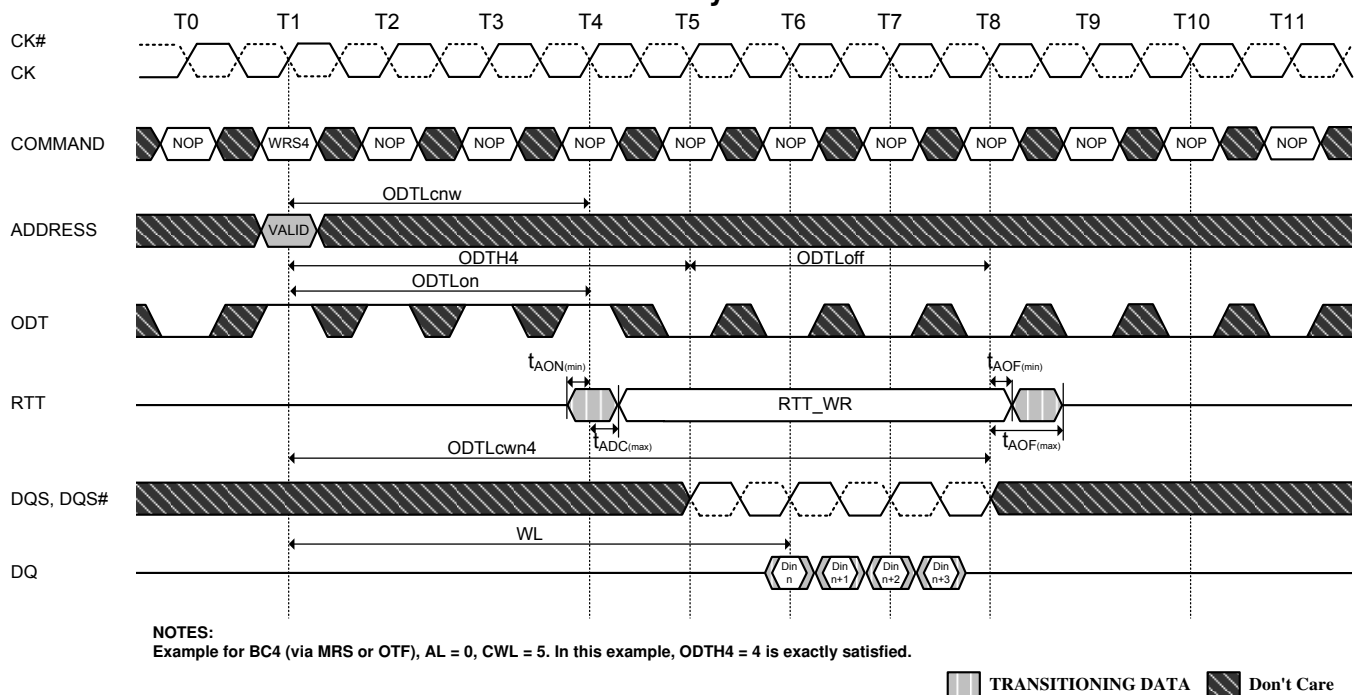 T0 T1 T2 T3 T4 T5 T6 T7 T8 T9 T10 T11
CK#
CK
COMMAND NOP WRS4 NOP NOP NOP NOP NOP NOP NOP NOP NOP NOP
ODTLcnw
ADDRESS VALID
ODTH4 ODTLoff
ODTLon
ODT
tAON(min) tAOF(min)
RTT RTT_WR
tADC(max) tAOF(max)
ODTLcwn4
DQS, DQS#
WL
DQ Din n Din n+1 Din n+2 Din n+3
NOTES:
Example for BC4 (via MRS or OTF), AL = 0, CWL = 5. In this example, ODTH4 = 4 is exactly satisfied.
TRANSITIONING DATA Don't Care